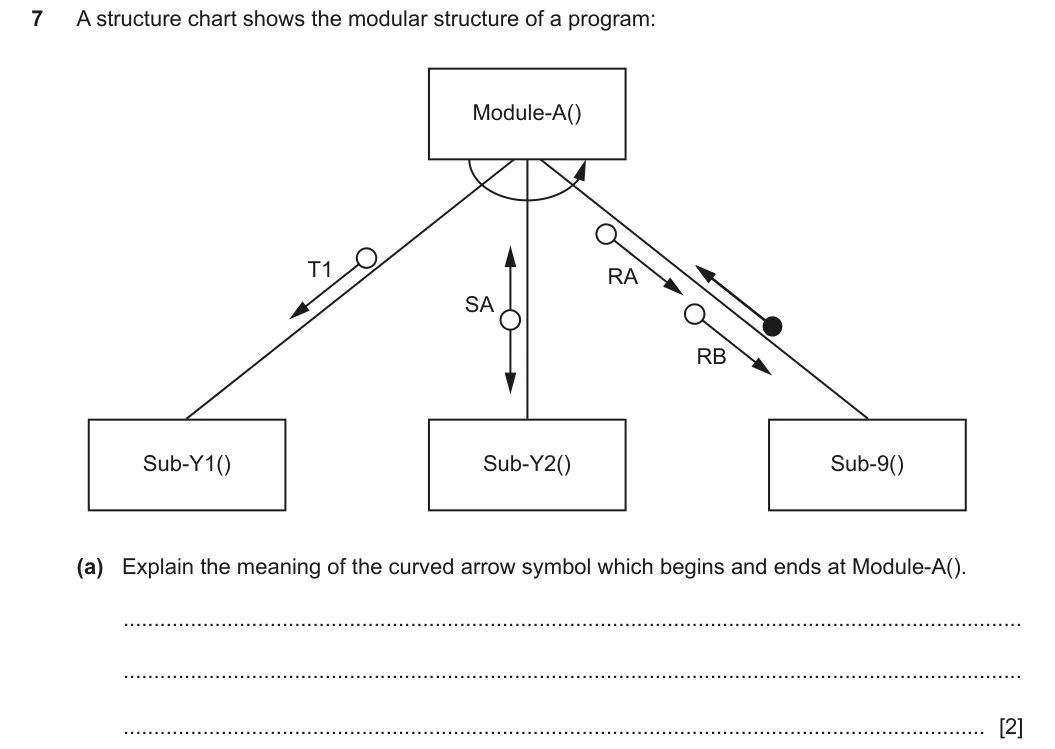 7 A structure chart shows the modular structure of a program:
Module-A()
T1
SA
RA
RB
Sub-Y1()
Sub-Y2()
Sub-9()
(a) Explain the meaning of the curved arrow symbol which begins and ends at Module-A().
[2]